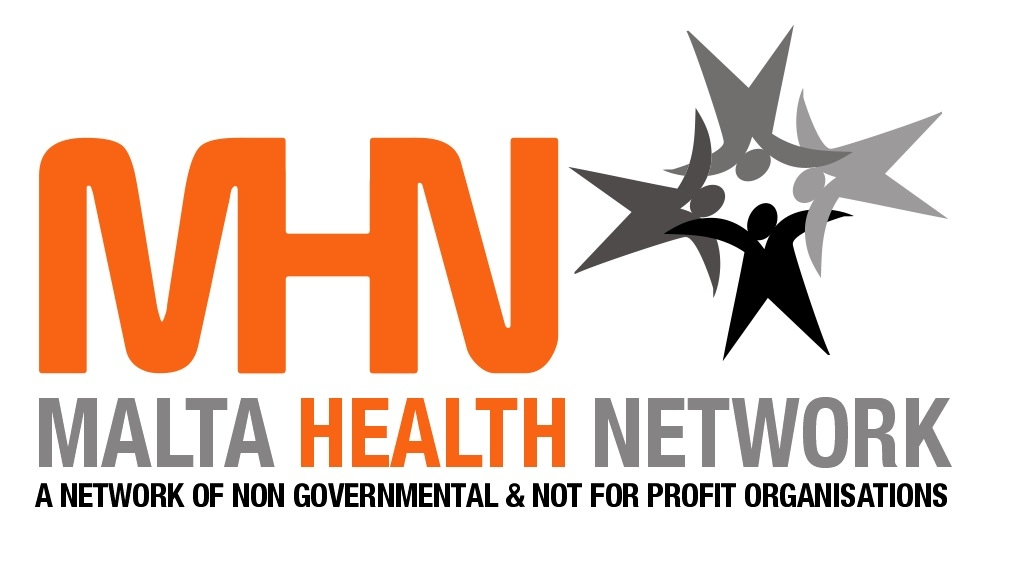 MHN
MALTA HEALTH NETWORK
A NETWORK OF NON GOVERNMENTAL & NOT FOR PROFIT ORGANISATIONS